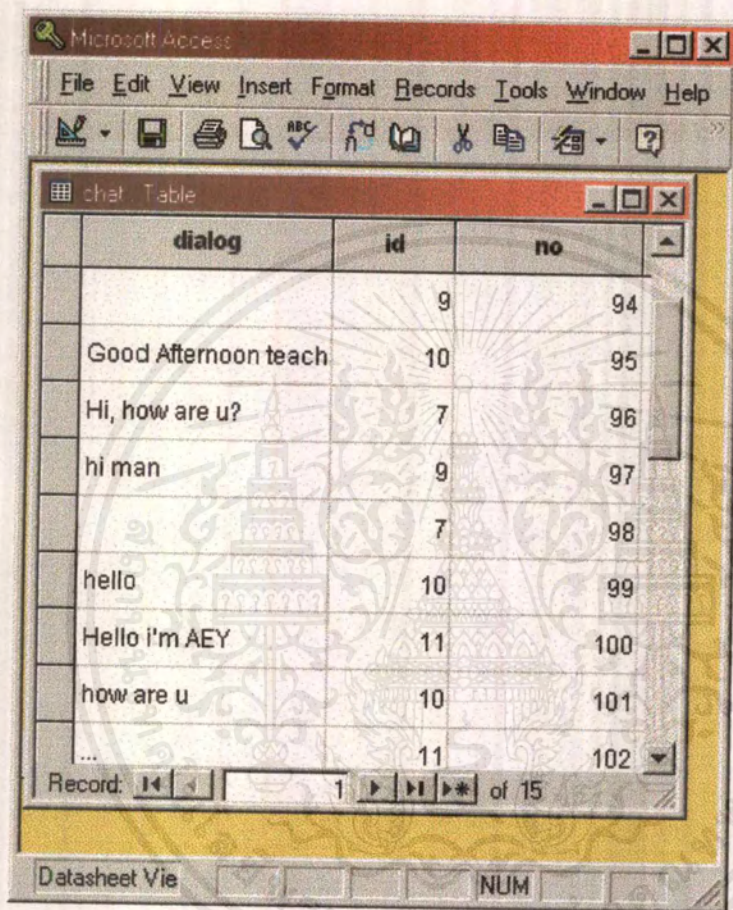 Microsoft Access
File Edit View Insert Format Records Tools Window Help
ABC
chat : Table
dialog id no
9 94
Good Afternoon teach 10 95
Hi, how are u? 7 96
hi man 9 97
7 98
hello 10 99
Hello i'm AEY 11 100
how are u 10 101
... 11 102
Record: 1 of 15
Datasheet Vie NUM